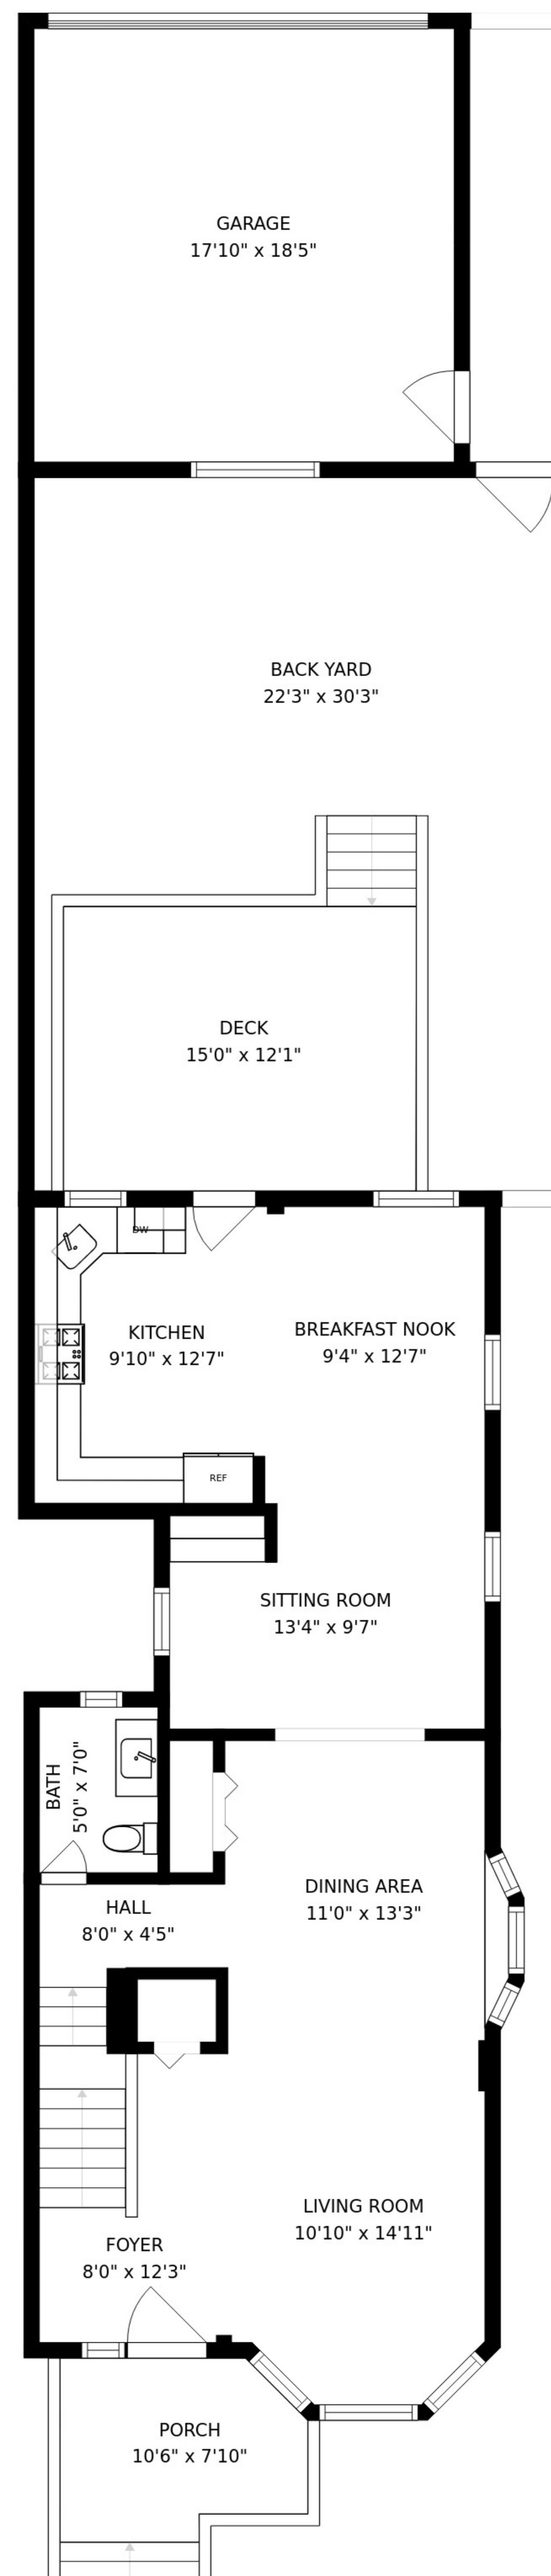 GARAGE
17'10" x 18'5"
BACK YARD
22'3" x 30'3"
DECK
15'0" x 12'1"
DW
KITCHEN
9'10" x 12'7"
BREAKFAST NOOK
9'4" x 12'7"
REF
SITTING ROOM
13'4" x 9'7"
BATH
5'0" x 7'0"
DINING AREA
11'0" x 13'3"
HALL
8'0" x 4'5"
LIVING ROOM
10'10" x 14'11"
FOYER
8'0" x 12'3"
PORCH
10'6" x 7'10"